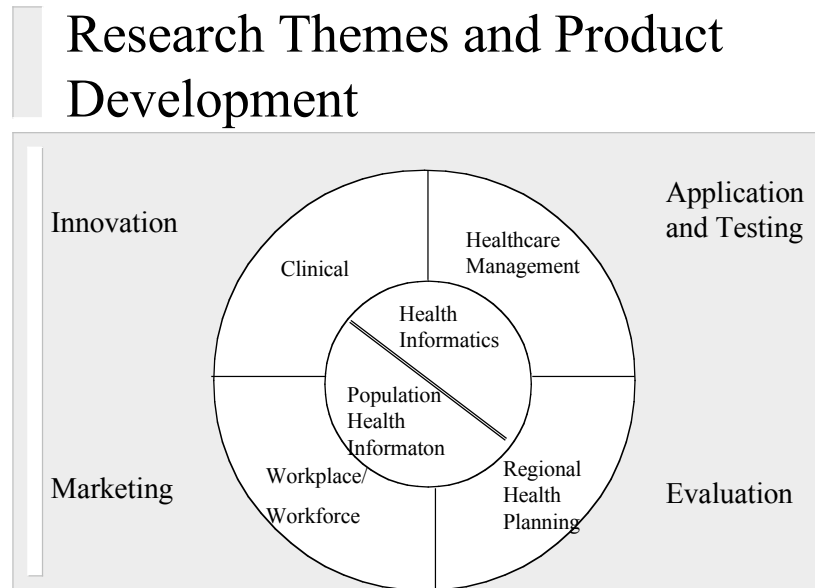 Research Themes and Product
Development
Innovation
Application
and Testing
Clinical
Healthcare
Management
Health
Informatics
Population
Health
Informaton
Workplace/
Workforce
Regional
Health
Planning
Marketing
Evaluation